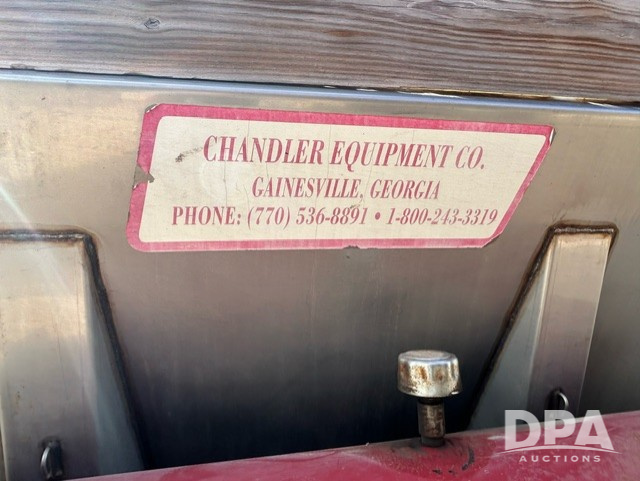 CHANDLER EQUIPMENT CO.
GAINESVILLE, GEORGIA
PHONE: (770) 536-8891 • 1-800-243-3319
DPA
AUCTIONS